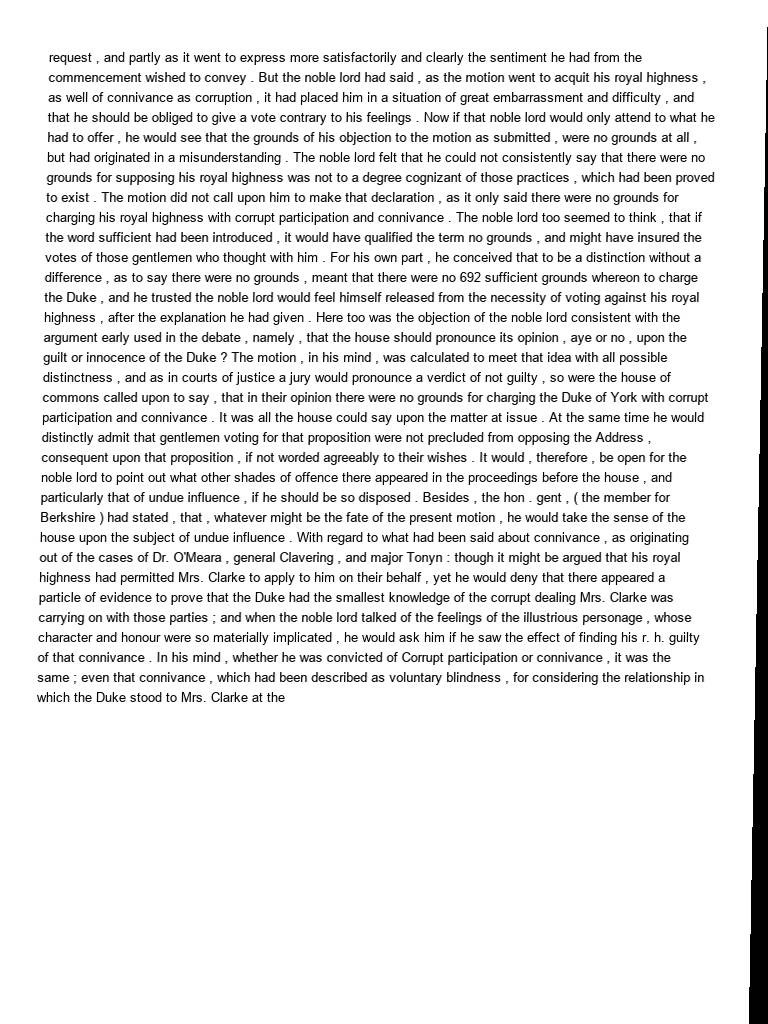 request , and partly as it went to express more satisfactorily and clearly the sentiment he had from the
commencement wished to convey . But the noble lord had said , as the motion went to acquit his royal highness ,
as well of connivance as corruption , it had placed him in a situation of great embarrassment and difficulty , and
that he should be obliged to give a vote contrary to his feelings . Now if that noble lord would only attend to what he
had to offer , he would see that the grounds of his objection to the motion as submitted , were no grounds at all ,
but had originated in a misunderstanding . The noble lord felt that he could not consistently say that there were no
grounds for supposing his royal highness was not to a degree cognizant of those practices , which had been proved
to exist . The motion did not call upon him to make that declaration , as it only said there were no grounds for
charging his royal highness with corrupt participation and connivance . The noble lord too seemed to think , that if
the word sufficient had been introduced , it would have qualified the term no grounds , and might have insured the
votes of those gentlemen who thought with him . For his own part , he conceived that to be a distinction without a
difference , as to say there were no grounds , meant that there were no 692 sufficient grounds whereon to charge
the Duke , and he trusted the noble lord would feel himself released from the necessity of voting against his royal
highness , after the explanation he had given . Here too was the objection of the noble lord consistent with the
argument early used in the debate , namely , that the house should pronounce its opinion , aye or no , upon the
guilt or innocence of the Duke ? The motion , in his mind , was calculated to meet that idea with all possible
distinctness , and as in courts of justice a jury would pronounce a verdict of not guilty , so were the house of
commons called upon to say , that in their opinion there were no grounds for charging the Duke of York with corrupt
participation and connivance . It was all the house could say upon the matter at issue . At the same time he would
distinctly admit that gentlemen voting for that proposition were not precluded from opposing the Address ,
consequent upon that proposition , if not worded agreeably to their wishes . It would , therefore , be open for the
noble lord to point out what other shades of offence there appeared in the proceedings before the house , and
particularly that of undue influence , if he should be so disposed . Besides , the hon . gent , ( the member for
Berkshire ) had stated , that , whatever might be the fate of the present motion , he would take the sense of the
house upon the subject of undue influence . With regard to what had been said about connivance , as originating
out of the cases of Dr. O'Meara , general Clavering , and major Tonyn : though it might be argued that his royal
highness had permitted Mrs. Clarke to apply to him on their behalf , yet he would deny that there appeared a
particle of evidence to prove that the Duke had the smallest knowledge of the corrupt dealing Mrs. Clarke was
carrying on with those parties ; and when the noble lord talked of the feelings of the illustrious personage , whose
character and honour were so materially implicated , he would ask him if he saw the effect of finding his r. h. guilty
of that connivance . In his mind , whether he was convicted of Corrupt participation or connivance , it was the
same ; even that connivance , which had been described as voluntary blindness , for considering the relationship in
which the Duke stood to Mrs. Clarke at the